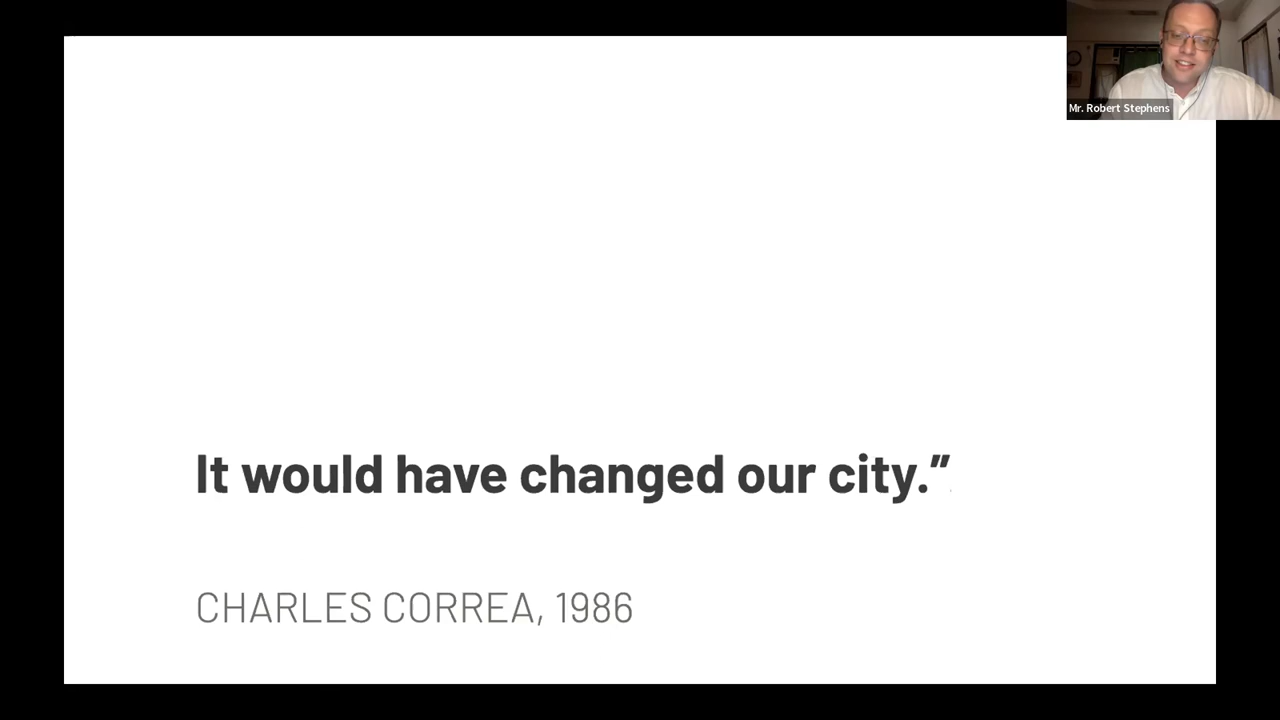 Mr. Robert Stephens
It would have changed our city.”
CHARLES CORREA, 1986